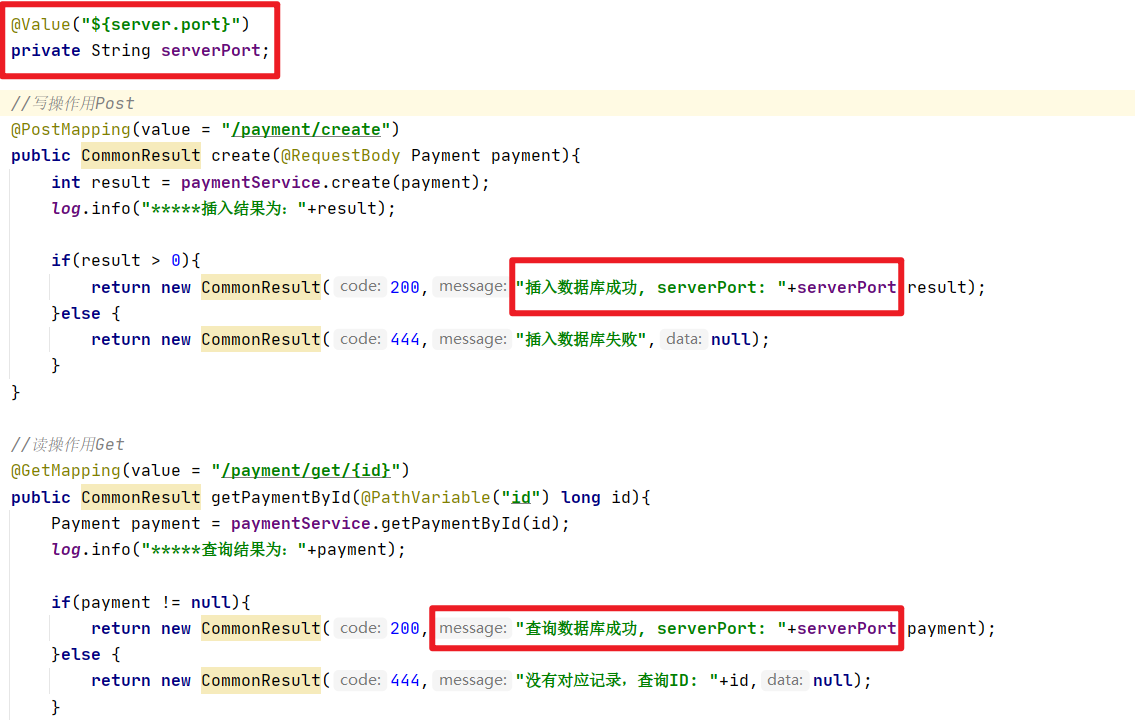 @Value("${server.port}")
private String serverPort;
//写操作用Post
@PostMapping(value = "/payment/create")
public CommonResult create(@RequestBody Payment payment){
int result = paymentService.create(payment);
log.info("*****插入结果为："+result);
if(result > 0){
return new CommonResult( code: 200, message: "插入数据库成功, serverPort: "+serverPort result);
}else {
return new CommonResult( code: 444, message: "插入数据库失败", data: null);
}
}
//读操作用Get
@GetMapping(value = "/payment/get/{id}")
public CommonResult getPaymentById(@PathVariable("id") long id){
Payment payment = paymentService.getPaymentById(id);
log.info("*****查询结果为："+payment);
if(payment != null){
return new CommonResult( code: 200, message: "查询数据库成功, serverPort: "+serverPort payment);
}else {
return new CommonResult( code: 444, message: "没有对应记录，查询ID: "+id, data: null);
}